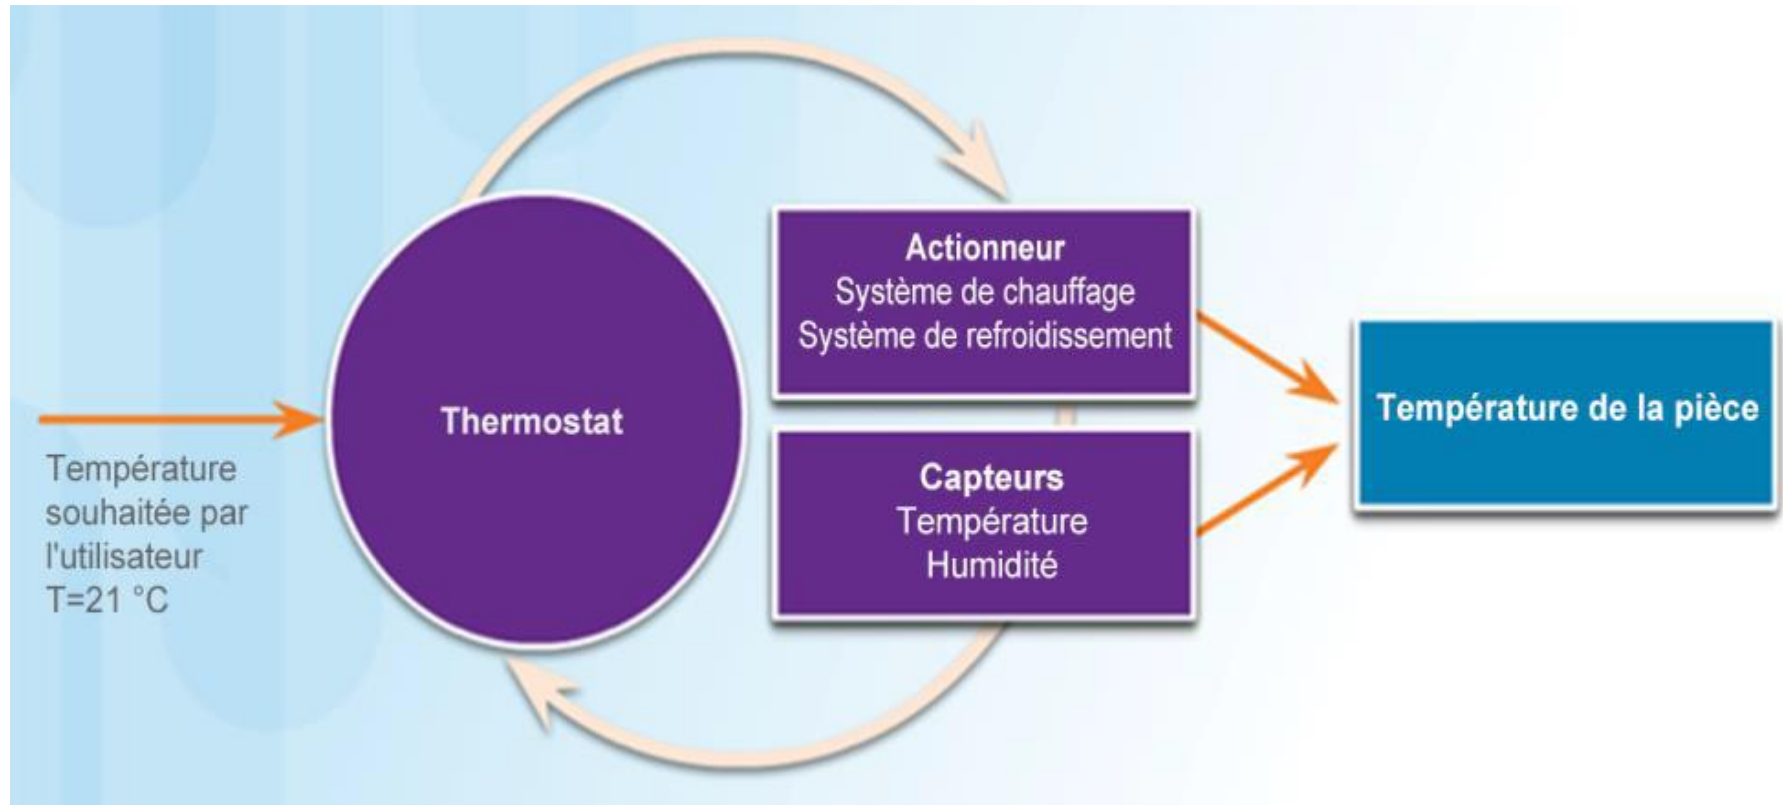 Température
souhaitée par
l'utilisateur
T=21 °C
Thermostat
Actionneur
Système de chauffage
Système de refroidissement
Capteurs
Température
Humidité
Température de la pièce